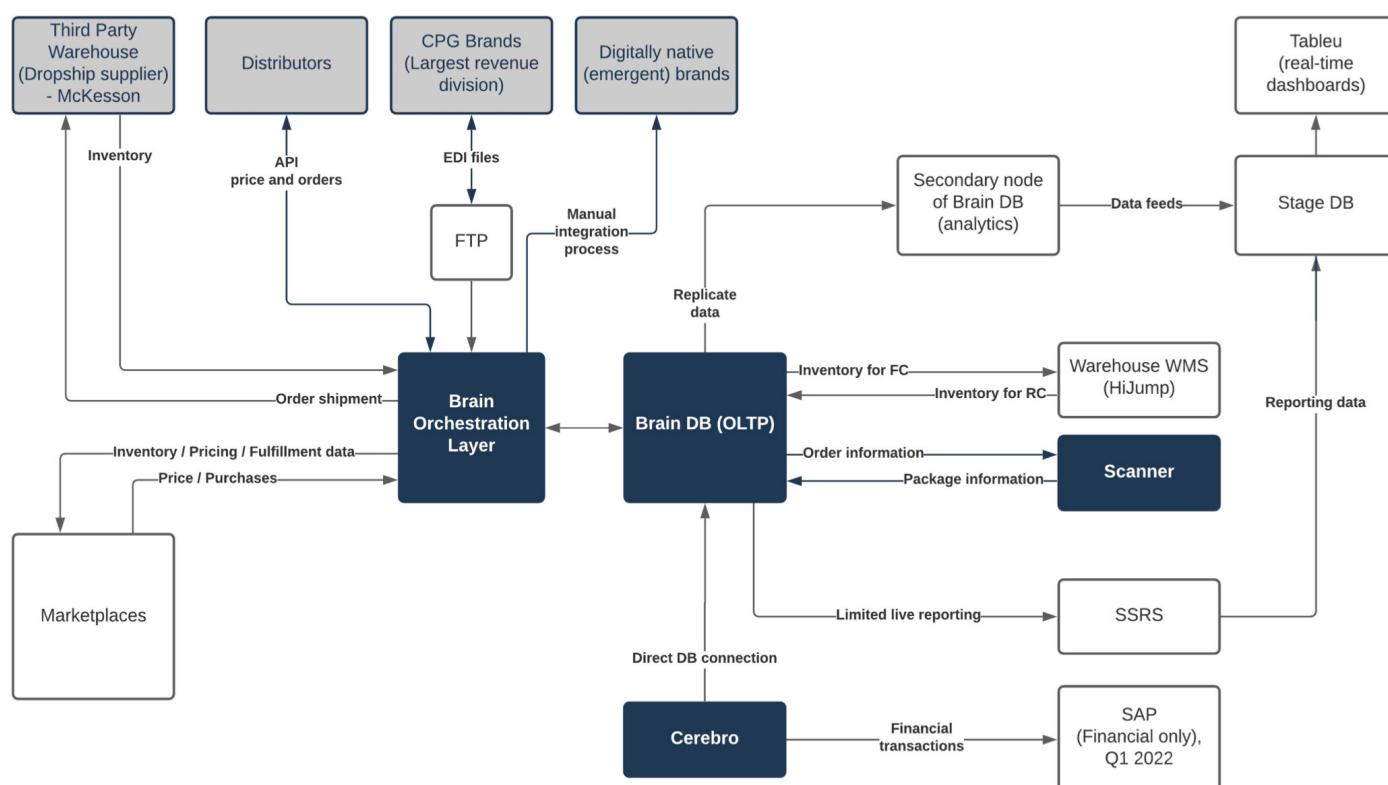 Third Party
Warehouse
(Dropship supplier)
- McKesson
Distributors
CPG Brands
(Largest revenue
division)
Digitally native
(emergent) brands
Tableu
(real-time
dashboards)
Inventory
API
price and orders
EDI files
FTP
Manual
integration
process
Secondary node
of Brain DB
(analytics)
Data feeds
Stage DB
Replicate
data
Order shipment
Brain
Orchestration
Layer
Brain DB (OLTP)
Inventory for FC
Inventory for RC
Warehouse WMS
(HiJump)
Reporting data
Inventory / Pricing / Fulfillment data
Price / Purchases
Order information
Package information
Scanner
Marketplaces
Limited live reporting
SSRS
Direct DB connection
Cerebro
Financial
transactions
SAP
(Financial only),
Q1 2022